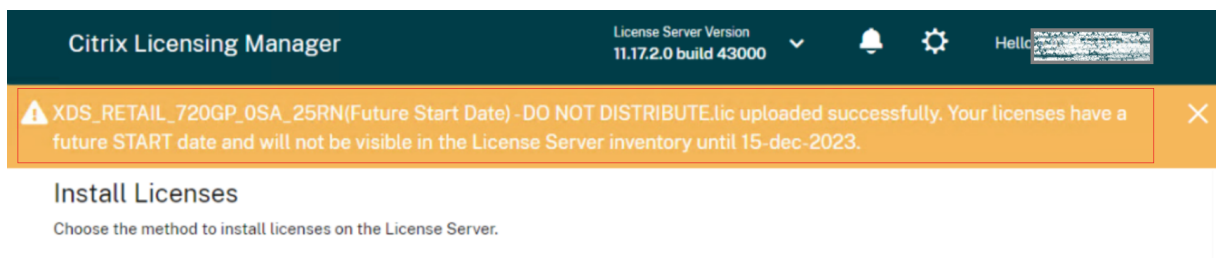 Citrix Licensing Manager
License Server Version
11.17.2.0 build 43000
XDS_RETAIL_720GP_0SA_25RN(Future Start Date) -DO NOT DISTRIBUTE.lic uploaded successfully. Your licenses have a
future START date and will not be visible in the License Server inventory until 15-dec-2023.
Install Licenses
Choose the method to install licenses on the License Server.